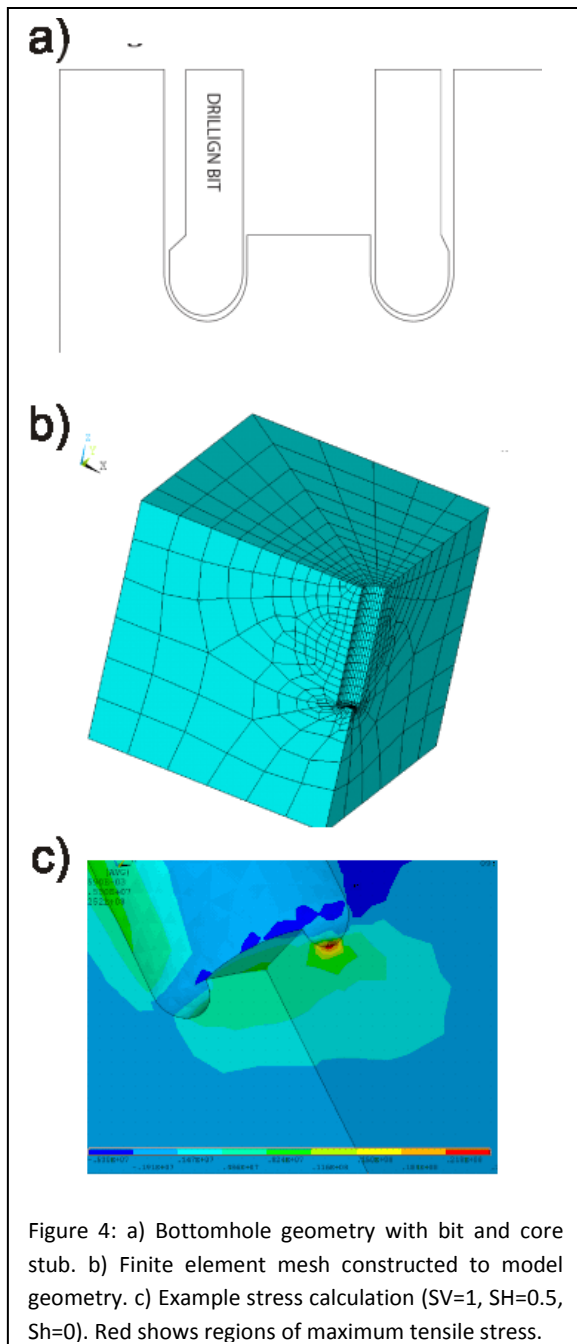 a)
DRILLIGN BIT
b)
X
c)
Figure 4: a) Bottomhole geometry with bit and core
stub. b) Finite element mesh constructed to model
geometry. c) Example stress calculation (SV=1, SH=0.5,
Sh=0). Red shows regions of maximum tensile stress.